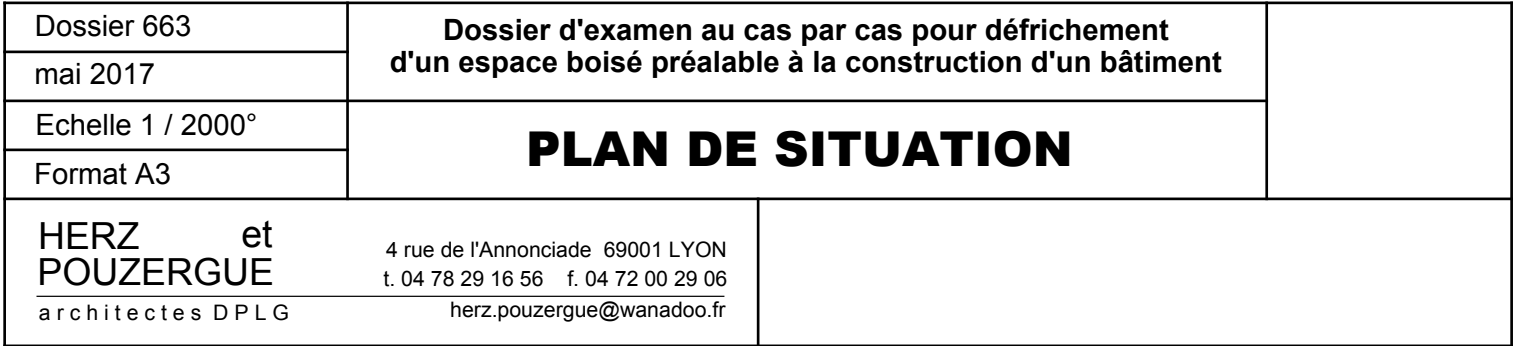 Dossier 663
mai 2017
Echelle 1 / 2000°
Format A3
Dossier d'examen au cas par cas pour défrichement
d'un espace boisé préalable à la construction d'un bâtiment
PLAN DE SITUATION
HERZ et
POUZERGUE
architectes DPLG
4 rue de l'Annonciade 69001 LYON
t. 04 78 29 16 56 f. 04 72 00 29 06
herz.pouzergue@wanadoo.fr